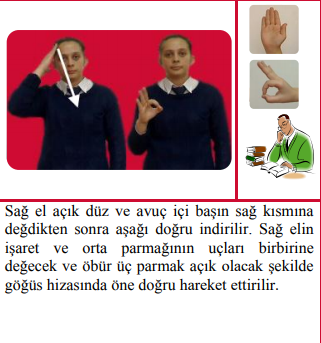 Sağ el açık düz ve avuç içi başın sağ kısmına
değdikten sonra aşağı doğru indirilir. Sağ elin
işaret ve orta parmağının uçları birbirine
değecek ve öbür üç parmak açık olacak şekilde
göğüs hizasında öne doğru hareket ettirilir.